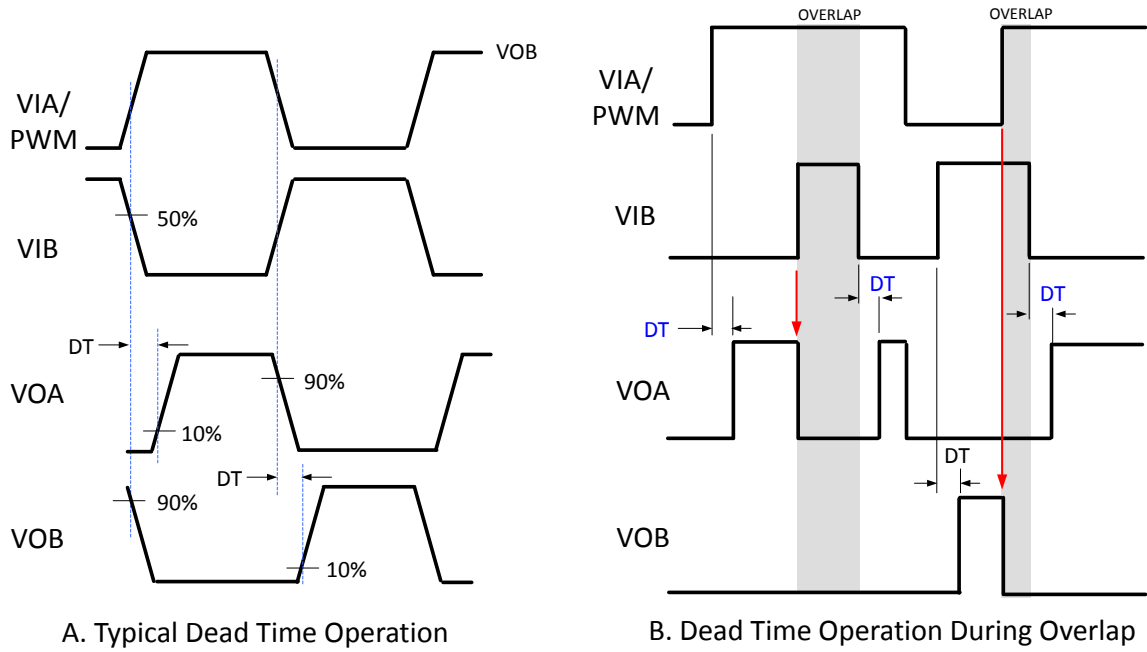 VOB
VIA/
PWM
50%
VIB
DT
VOA
90%
10%
DT
90%
VOB
10%
A. Typical Dead Time Operation
OVERLAP
OVERLAP
VIA/
PWM
VIB
DT
DT
DT
VOA
DT
VOB
B. Dead Time Operation During Overlap